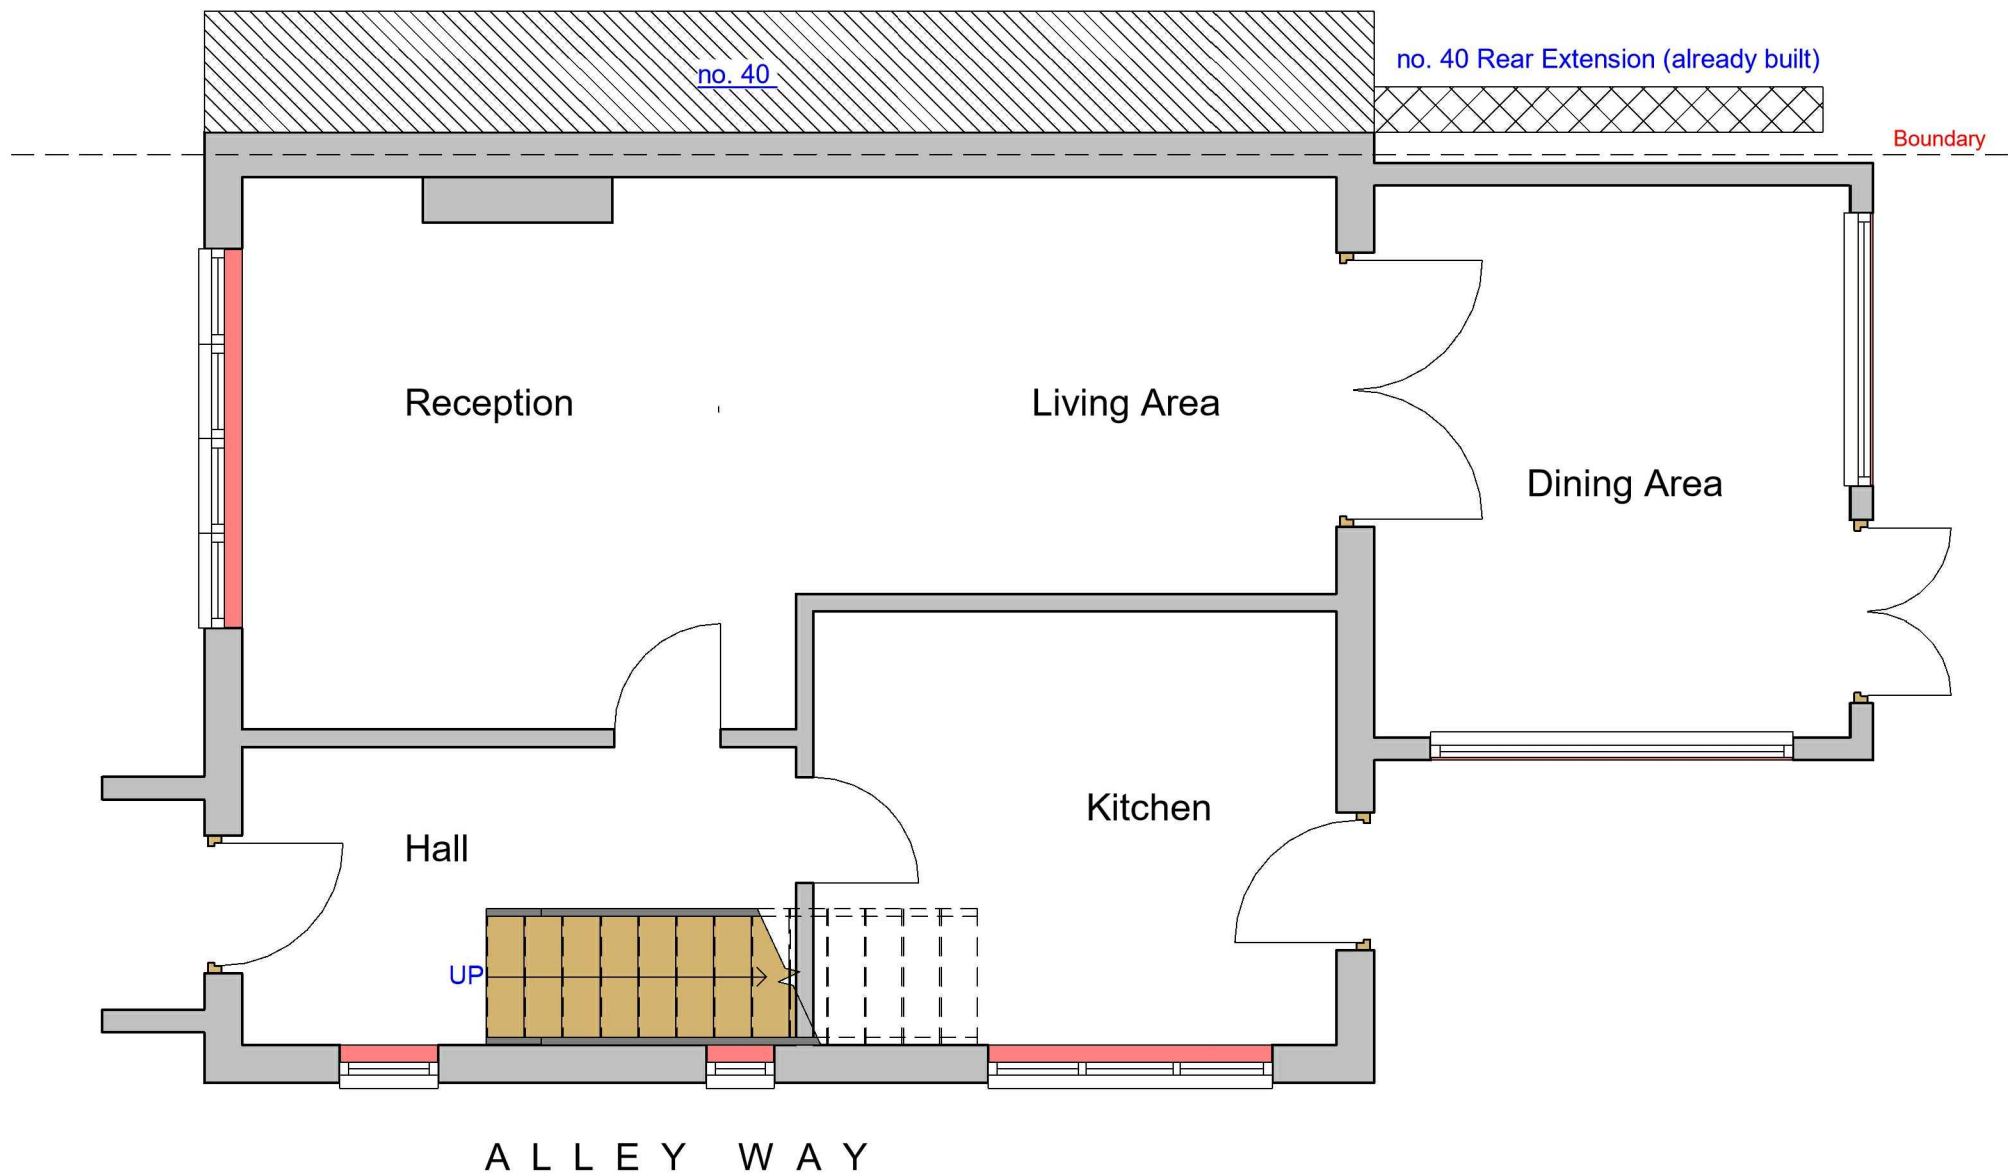 no. 40 Rear Extension (already built)
no. 40
Boundary
Reception
Living Area
Dining Area
Kitchen
Hall
UP
ALLEY WAY